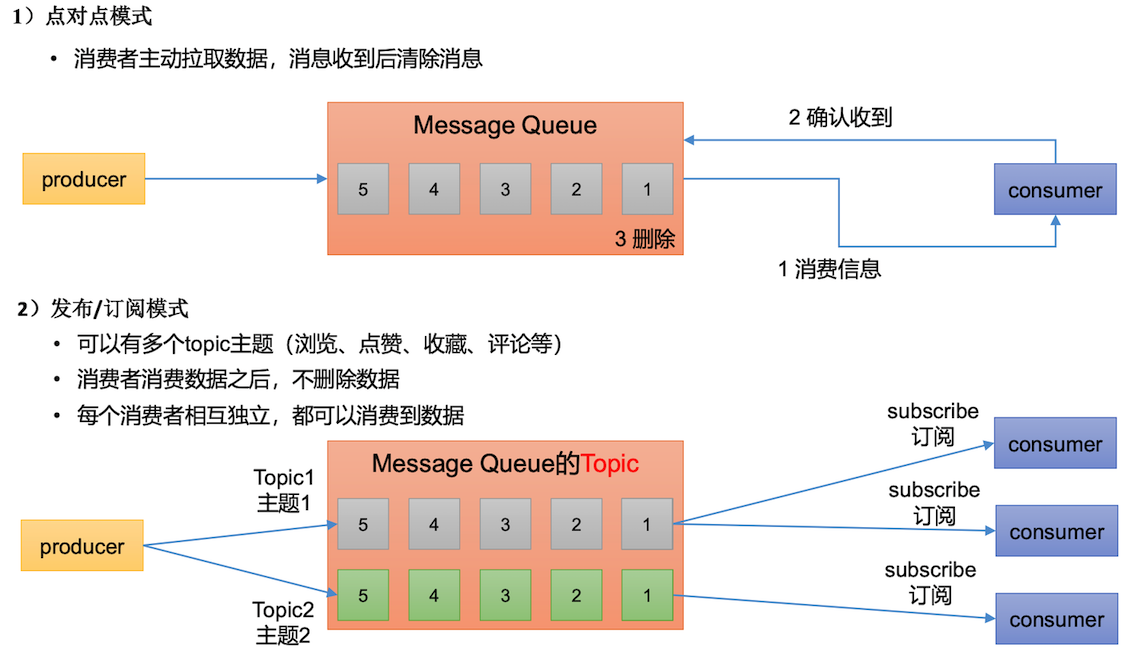 1）点对点模式
• 消费者主动拉取数据，消息收到后清除消息
Message Queue
2 确认收到
producer
5 4 3 2 1
consumer
3 删除
1 消费信息
2）发布/订阅模式
• 可以有多个topic主题（浏览、点赞、收藏、评论等）
• 消费者消费数据之后，不删除数据
• 每个消费者相互独立，都可以消费到数据
Message Queue的Topic
Topic1
主题1
5 4 3 2 1
subscribe
订阅
consumer
producer
subscribe
订阅
consumer
Topic2
主题2
5 4 3 2 1
subscribe
订阅
consumer